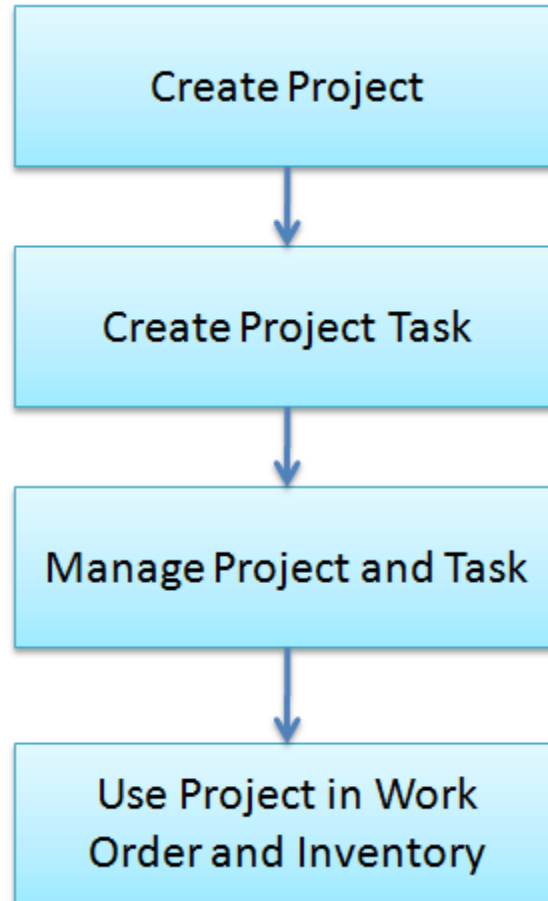 Create Project
Create Project Task
Manage Project and Task
Use Project in Work
Order and Inventory